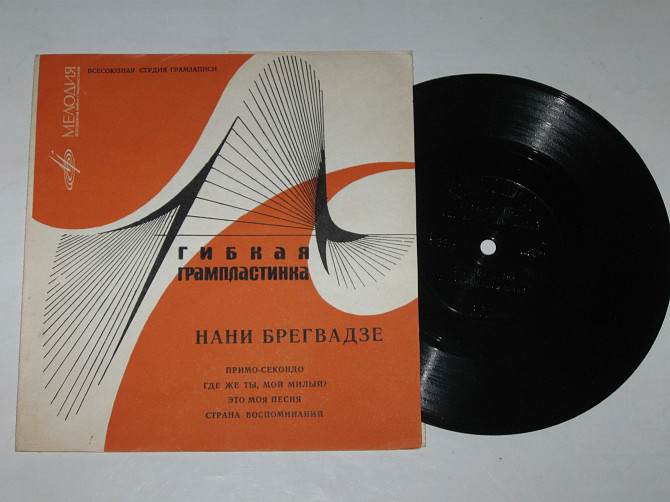 МЕЛОДИЯ
ВСЕСОЮЗНАЯ СТУДИЯ ГРАМЗАПИСИ
ГИБКАЯ
ГРАМПЛАСТИНКА
НАНИ БРЕГВАДЗЕ
ПРИМО-СЕКОНДО
ГДЕ ЖЕ ТЫ, МОЙ МИЛЫЙ?
ЭТО МОЯ ПЕСНЯ
СТРАНА ВОСПОМИНАНИЙ